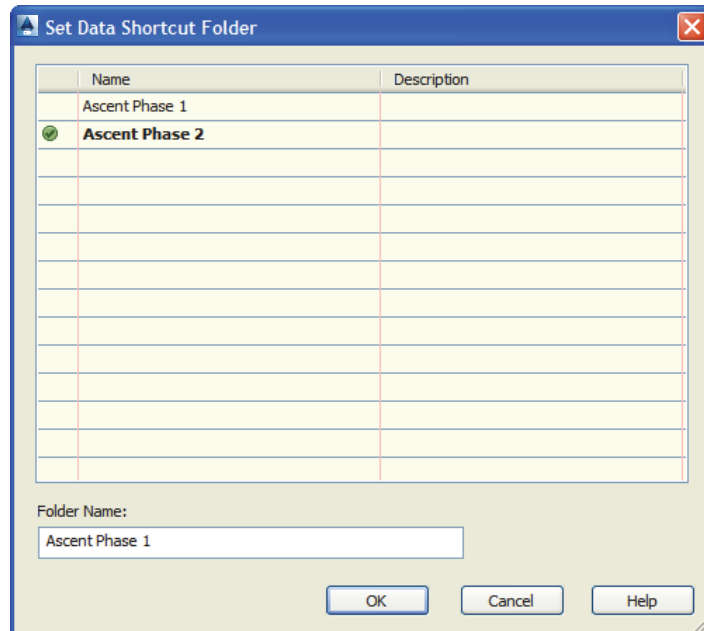 Set Data Shortcut Folder
Name Description
Ascent Phase 1
Ascent Phase 2
Folder Name:
Ascent Phase 1
OK Cancel Help